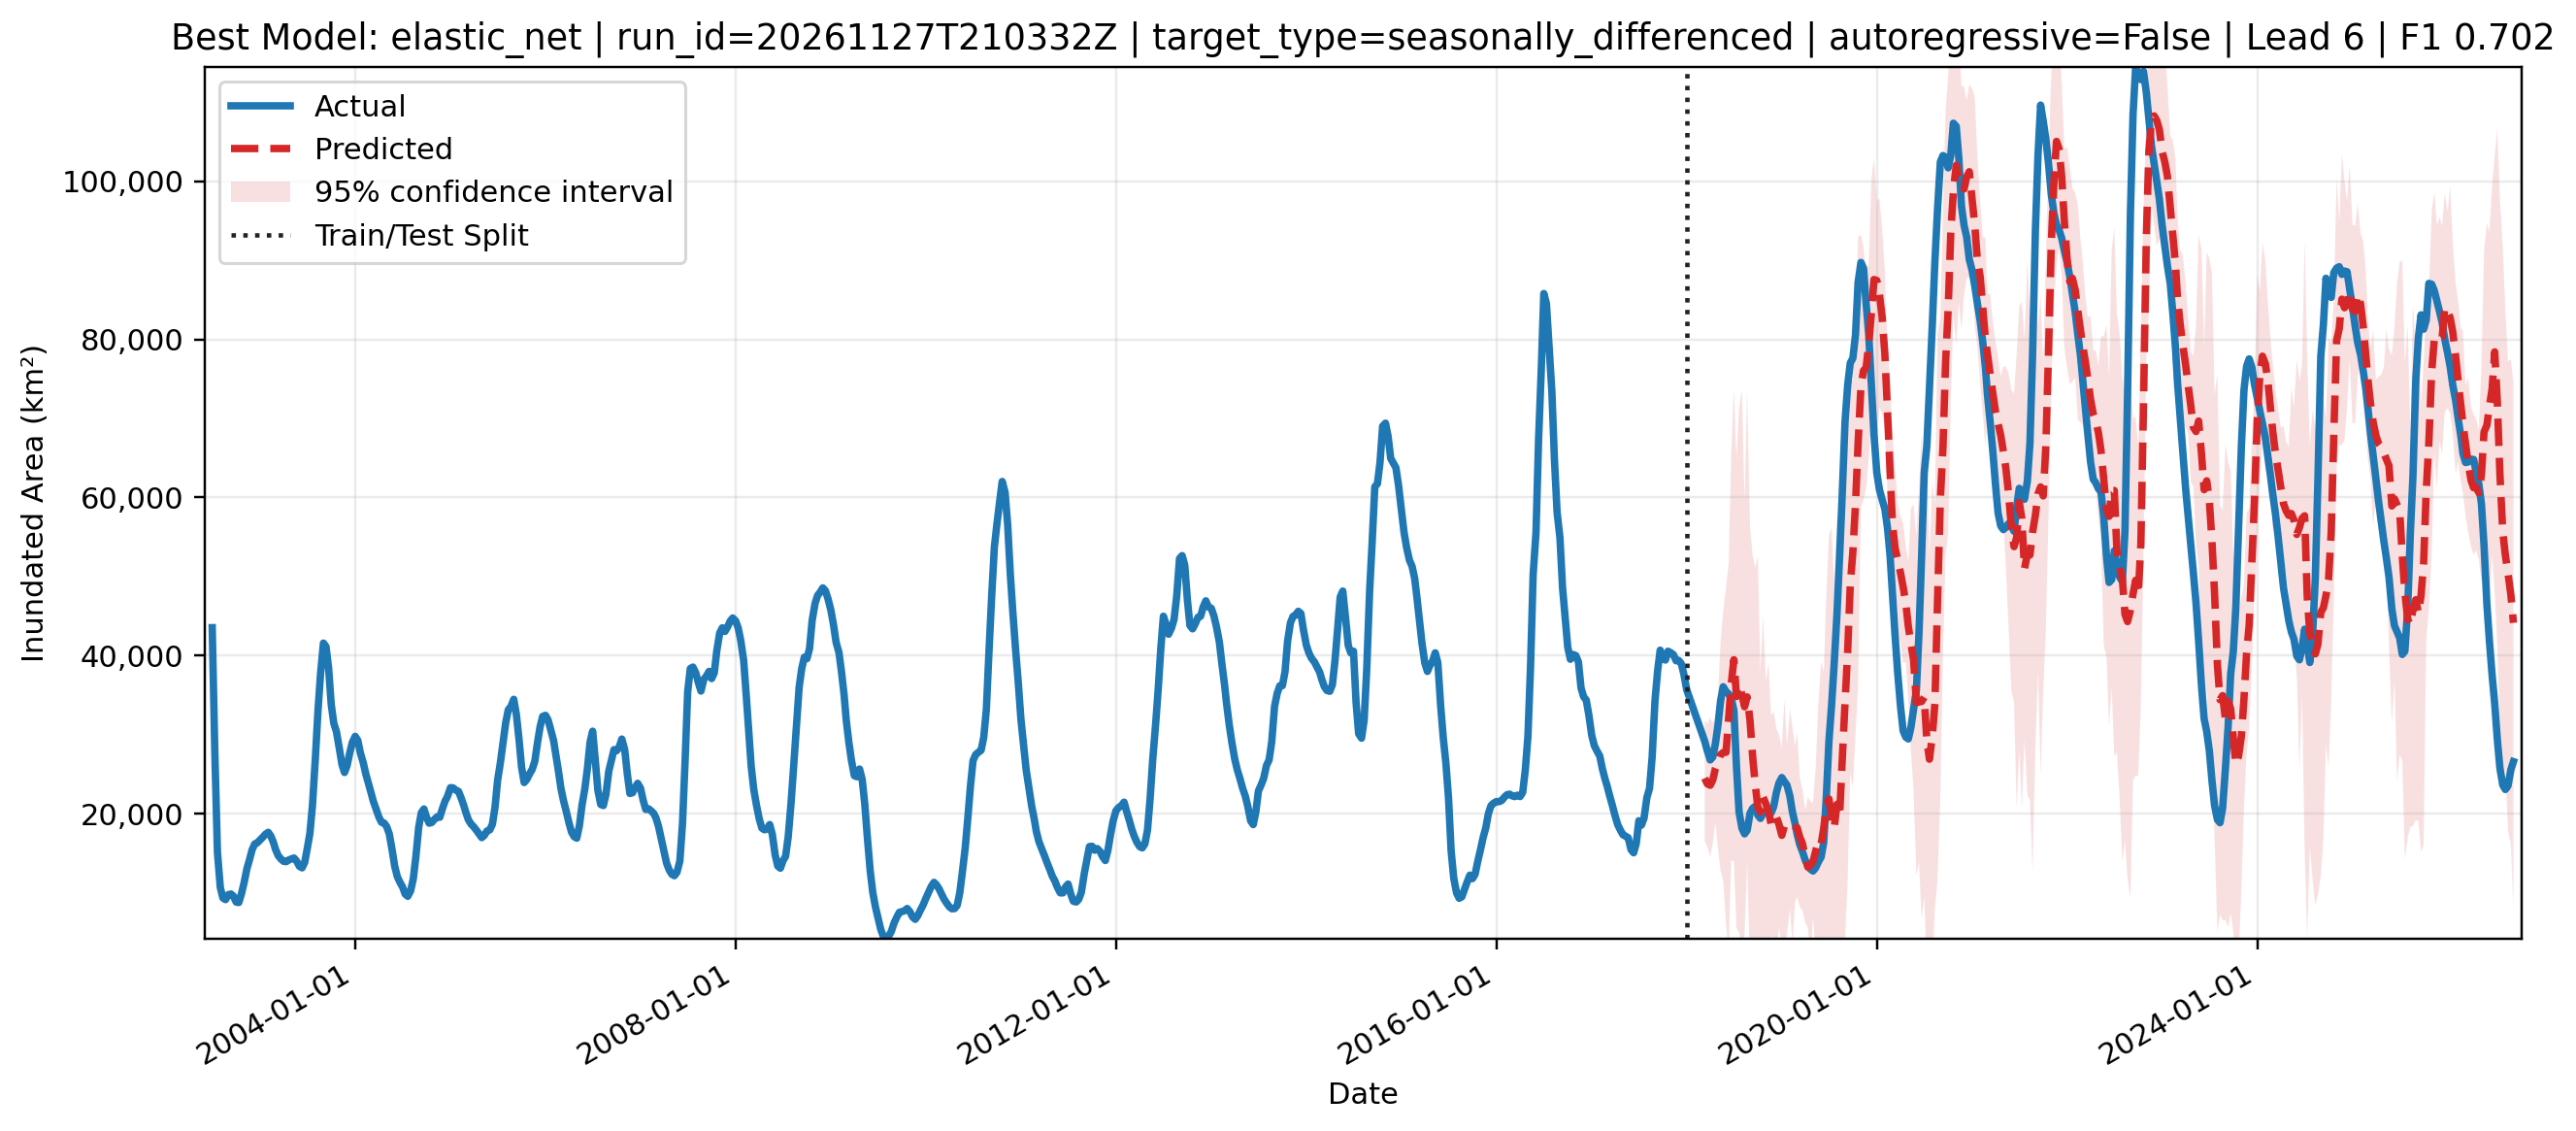 Best Model: elastic_net | run_id=20261127T210332Z | target_type=seasonally_differenced | autoregressive=False | Lead 6 | F1 0.702
Actual
Predicted
95% confidence interval
Train/Test Split
Inundated Area (km²)
100,000
80,000
60,000
40,000
20,000
2004-01-01
2008-01-01
2012-01-01
2016-01-01
2020-01-01
2024-01-01
Date